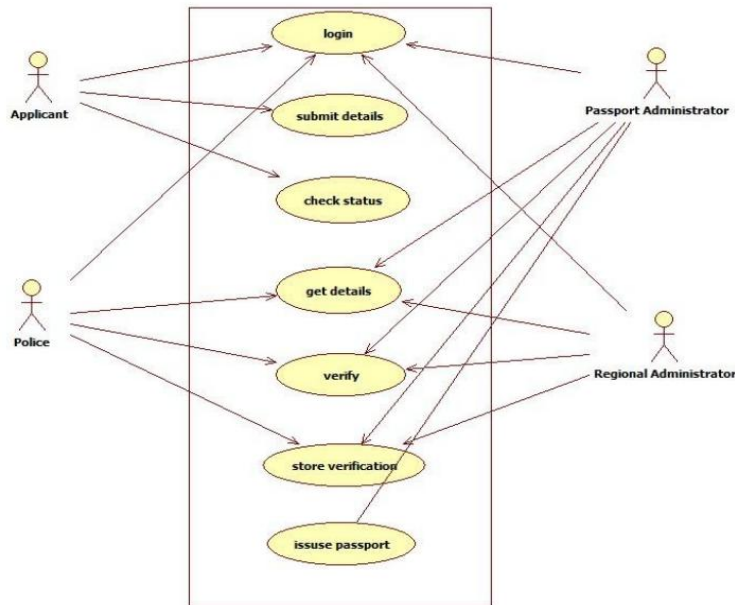 login
Applicant
Passport Administrator
submit details
check status
get details
Police
Regional Administrator
verify
store verification
issuse passport